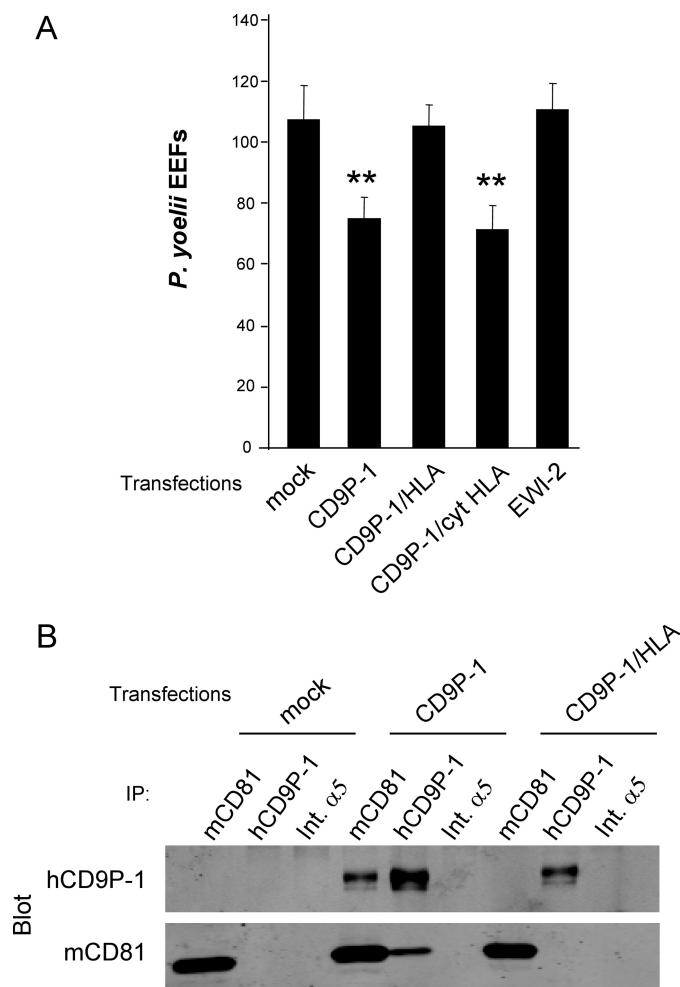 A
140
120
100
80
60
40
20
0
P. yoelii EEFs
Transfections
mock
CD9P-1
CD9P-1/HLA
CD9P-1/cyt HLA
EWI-2
**
**
B
Transfections
mock
CD9P-1
CD9P-1/HLA
IP:
mCD81
hCD9P-1
Int. α5
mCD81
hCD9P-1
Int. α5
mCD81
hCD9P-1
Int. α5
Blot
hCD9P-1
mCD81